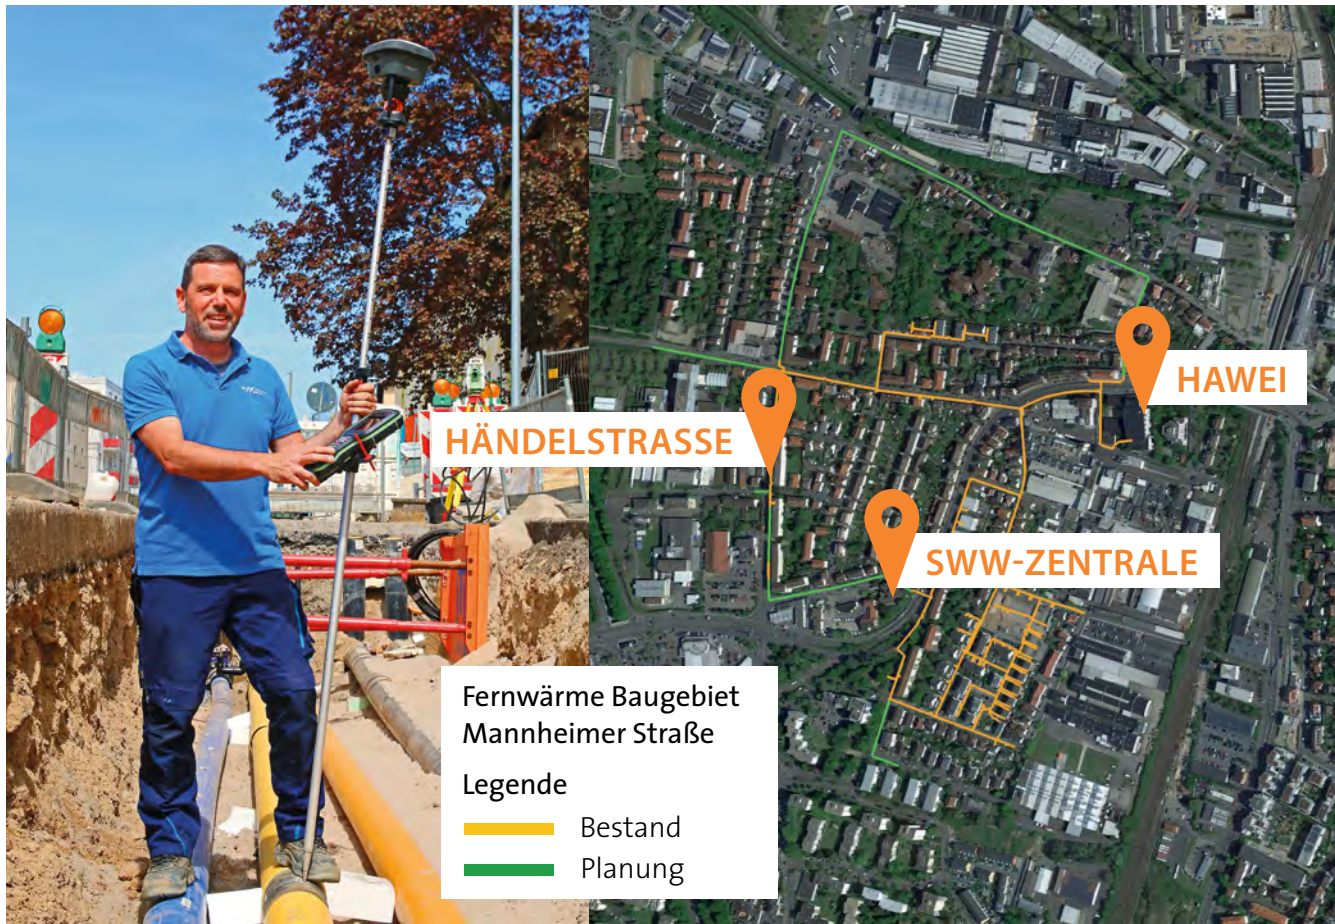 HAWEI
HÄNDELSTRASSE
SWW-ZENTRALE
Fernwärme Baugebiet
Mannheimer Straße
Legende
Bestand
Planung